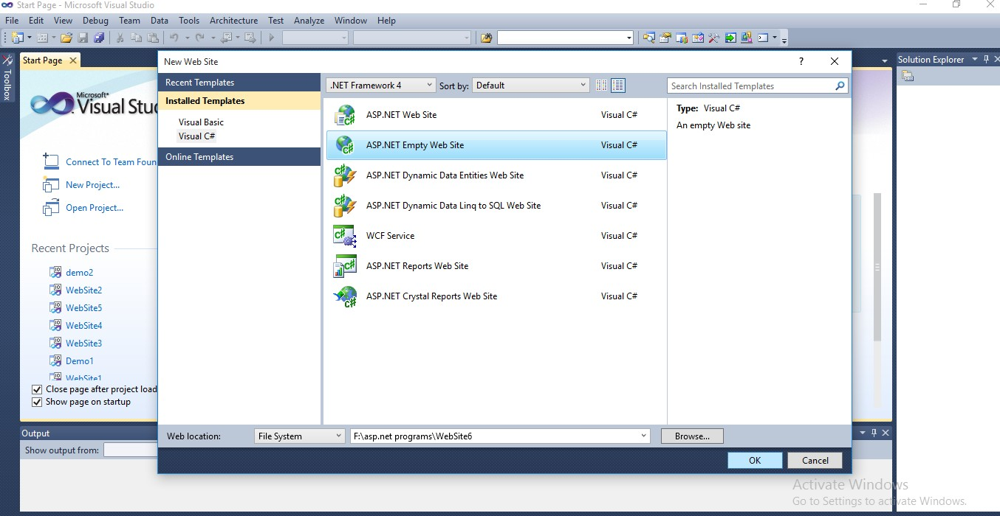 Start Page - Microsoft Visual Studio
File Edit View Debug Team Data Tools Architecture Test Analyze Window Help
Toolbox
Start Page
Microsoft
Visual Stu
Connect To Team Foun
New Project...
Open Project...
Recent Projects
demo2
WebSite2
WebSite5
WebSite4
WebSite3
Demo1
WebSite1
Close page after project load
Show page on startup
Output
Show output from:
New Web Site
?
Recent Templates
Installed Templates
Visual Basic
Visual C#
Online Templates
.NET Framework 4 Sort by: Default
ASP.NET Web Site Visual C#
ASP.NET Empty Web Site Visual C#
ASP.NET Dynamic Data Entities Web Site Visual C#
ASP.NET Dynamic Data Linq to SQL Web Site Visual C#
WCF Service Visual C#
ASP.NET Reports Web Site Visual C#
ASP.NET Crystal Reports Web Site Visual C#
Search Installed Templates
Type: Visual C#
An empty Web site
Web location: File System F:\asp.net programs\WebSite6 Browse...
OK Cancel
Solution Explorer
Activate Windows
Go to Settings to activate Windows.